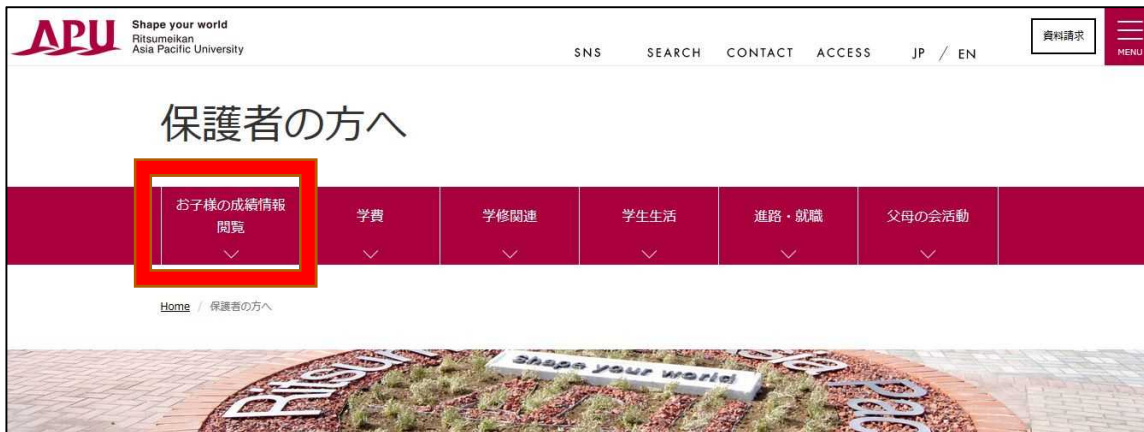 APU
Shape your world
Ritsumeikan
Asia Pacific University
SNS SEARCH CONTACT ACCESS JP / EN
資料請求
MENU
保護者の方へ
お子様の成績情報
閲覧
学費
学修関連
学生生活
進路・就職
父母の会活動
Home / 保護者の方へ
Shape your world